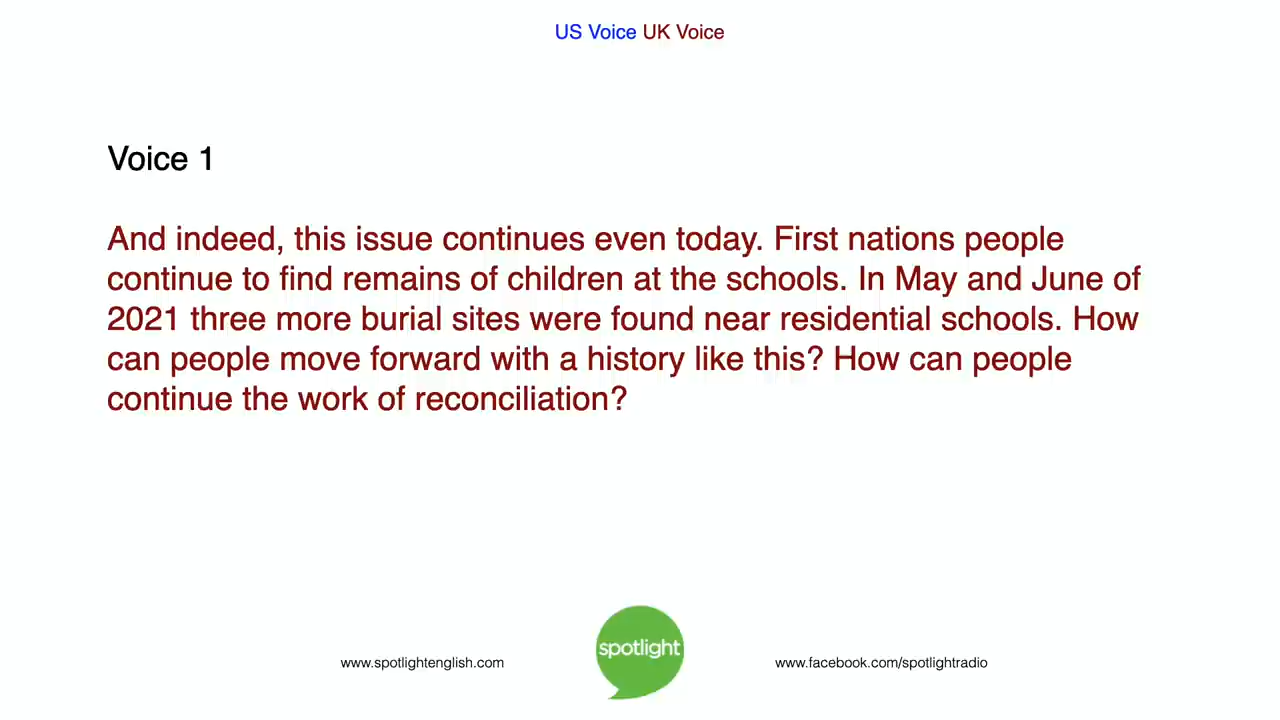 US Voice UK Voice
Voice 1
And indeed, this issue continues even today. First nations people
continue to find remains of children at the schools. In May and June of
2021 three more burial sites were found near residential schools. How
can people move forward with a history like this? How can people
continue the work of reconciliation?
spotlight
www.spotlightenglish.com
www.facebook.com/spotlightradio